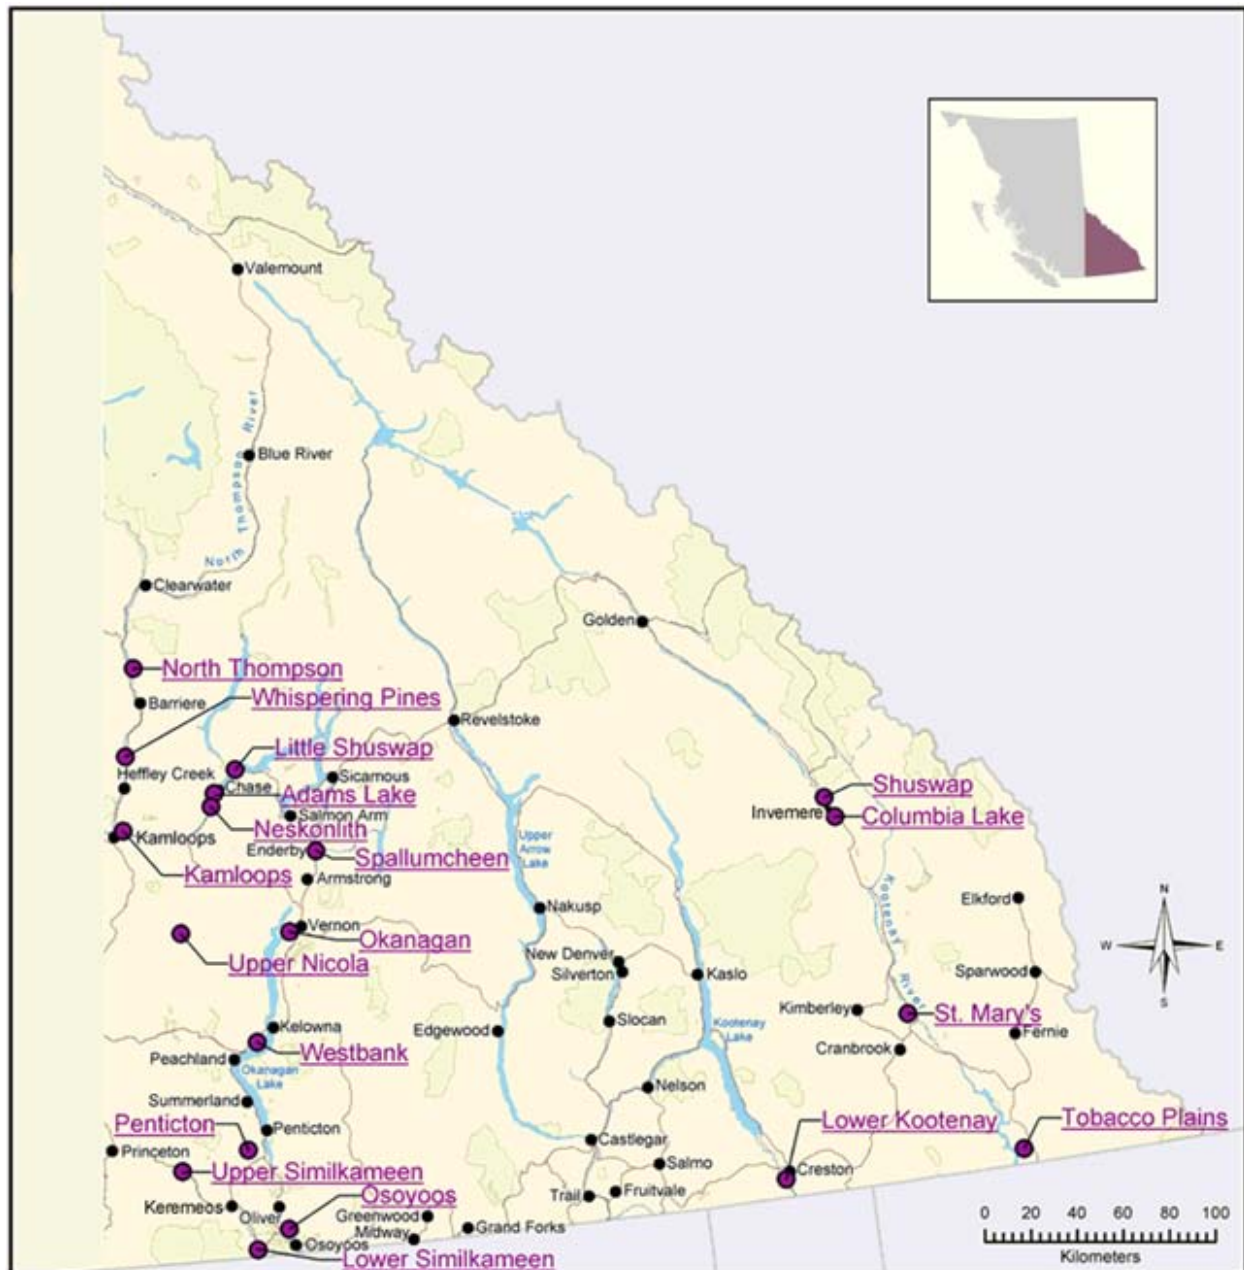 Valemount
North Thompson River
Blue River
Clearwater
Golden
North Thompson
Whispering Pines
Barriere
Revelstoke
Little Shuswap
Heffley Creek
Chase
Sicamous
Adams Lake
Shuswap
Salmon Arm
Invermere
Columbia Lake
Neskonlith
Kamloops
Enderby
Spallumcheen
Upper
Arrow
Lake
Kamloops
Armstrong
Kootenay River
Elkford
Nakusp
Vernon
Okanagan
N
W
E
S
Upper Nicola
New Denver
Silverton
Kaslo
Sparwood
Kimberley
St. Mary's
Kelowna
Edgewood
Slocan
Kootenay
Lake
Fernie
Westbank
Cranbrook
Peachland
Okanagan
Lake
Nelson
Summerland
Penticton
Penticton
Lower Kootenay
Tobacco Plains
Castlegar
Princeton
Upper Similkameen
Salmo
Creston
Osoyoos
Trail
Fruitvale
Keremeos
Oliver
Greenwood
Midway
Grand Forks
Osoyoos
Lower Similkameen
0 20 40 60 80 100
Kilometers